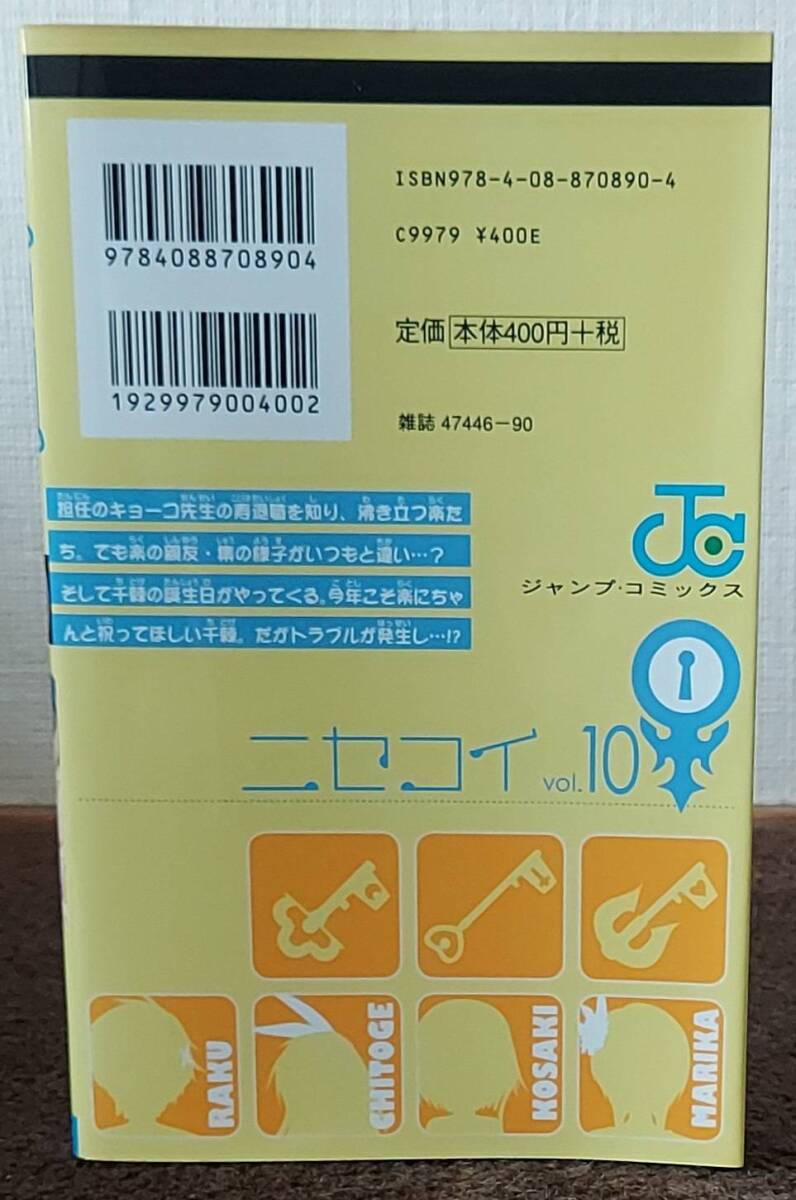 ISBN978-4-08-870890-4
9784088708904
C9979 ¥400E
定価 本体400円+税
1929979004002
雑誌 47446-90
担任のキョーコ先生の寿退職を知り、沸き立つ楽た
ち。でも楽の親友・集の様子がいつもと違い…?
そして千棘の誕生日がやってくる。今年こそ楽にちゃ
んと祝ってほしい千棘。だがトラブルが発生し…!?
JC
ジャンプ・コミックス
ニセコイ vol.10
RAKU
CHITOGE
KOSAKI
MARIKA